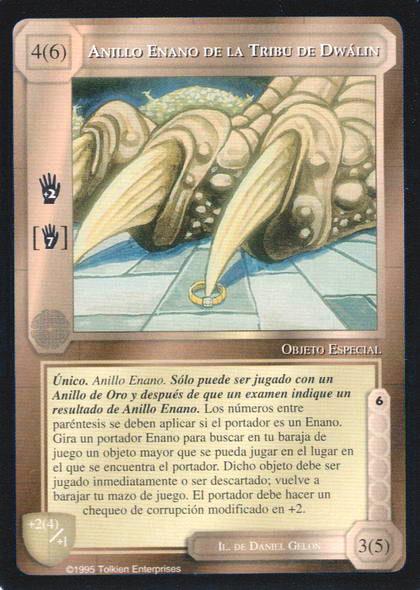 4(6)
Anillo Enano de la Tribu de Dwálin
+2
[7]
Objeto Especial
Único. Anillo Enano. Sólo puede ser jugado con un
Anillo de Oro y después de que un examen indique un
resultado de Anillo Enano. Los números entre
paréntesis se deben aplicar si el portador es un Enano.
Gira un portador Enano para buscar en tu baraja de
juego un objeto mayor que se pueda jugar en el lugar en
el que se encuentra el portador. Dicho objeto debe ser
jugado inmediatamente o ser descartado; vuelve a
barajar tu mazo de juego. El portador debe hacer un
chequeo de corrupción modificado en +2.
6
+2(4)/+1
Il. de Daniel Gelon
3(5)
©1995 Tolkien Enterprises